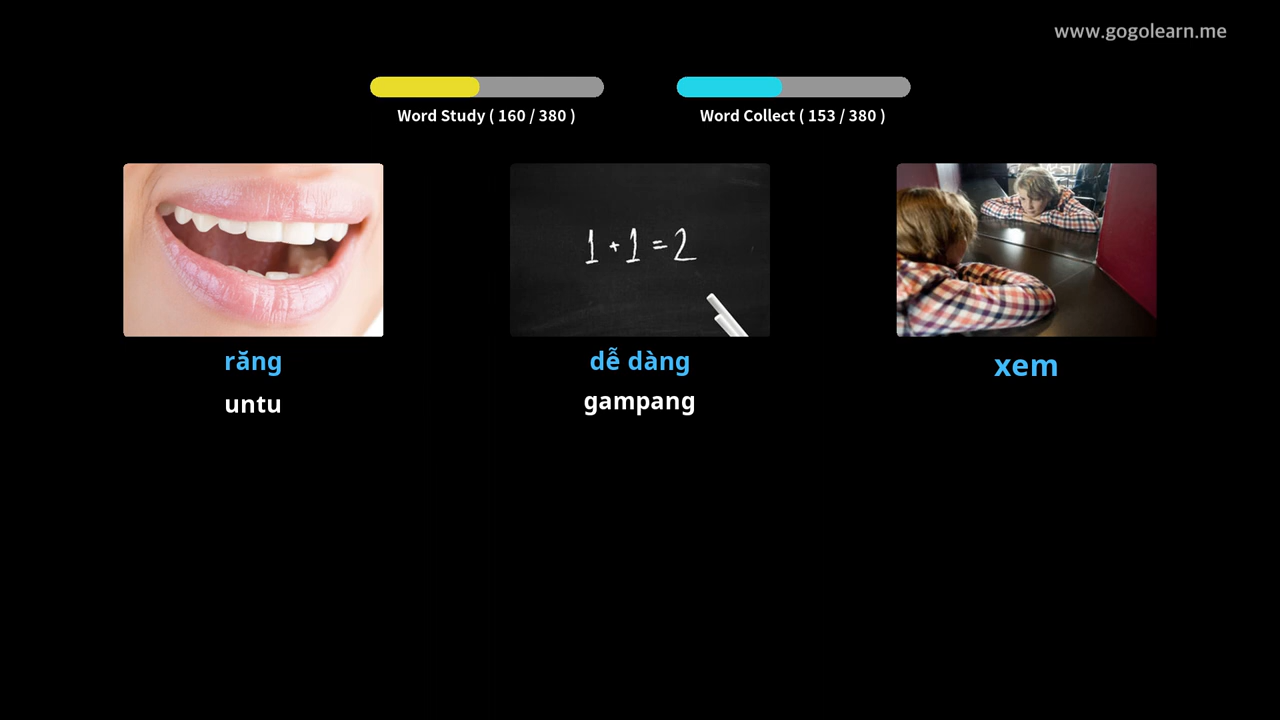 www.gogolearn.me
Word Study ( 160 / 380 )
Word Collect ( 153 / 380 )
1 + 1 = 2
răng
dễ dàng
xem
untu
gampang